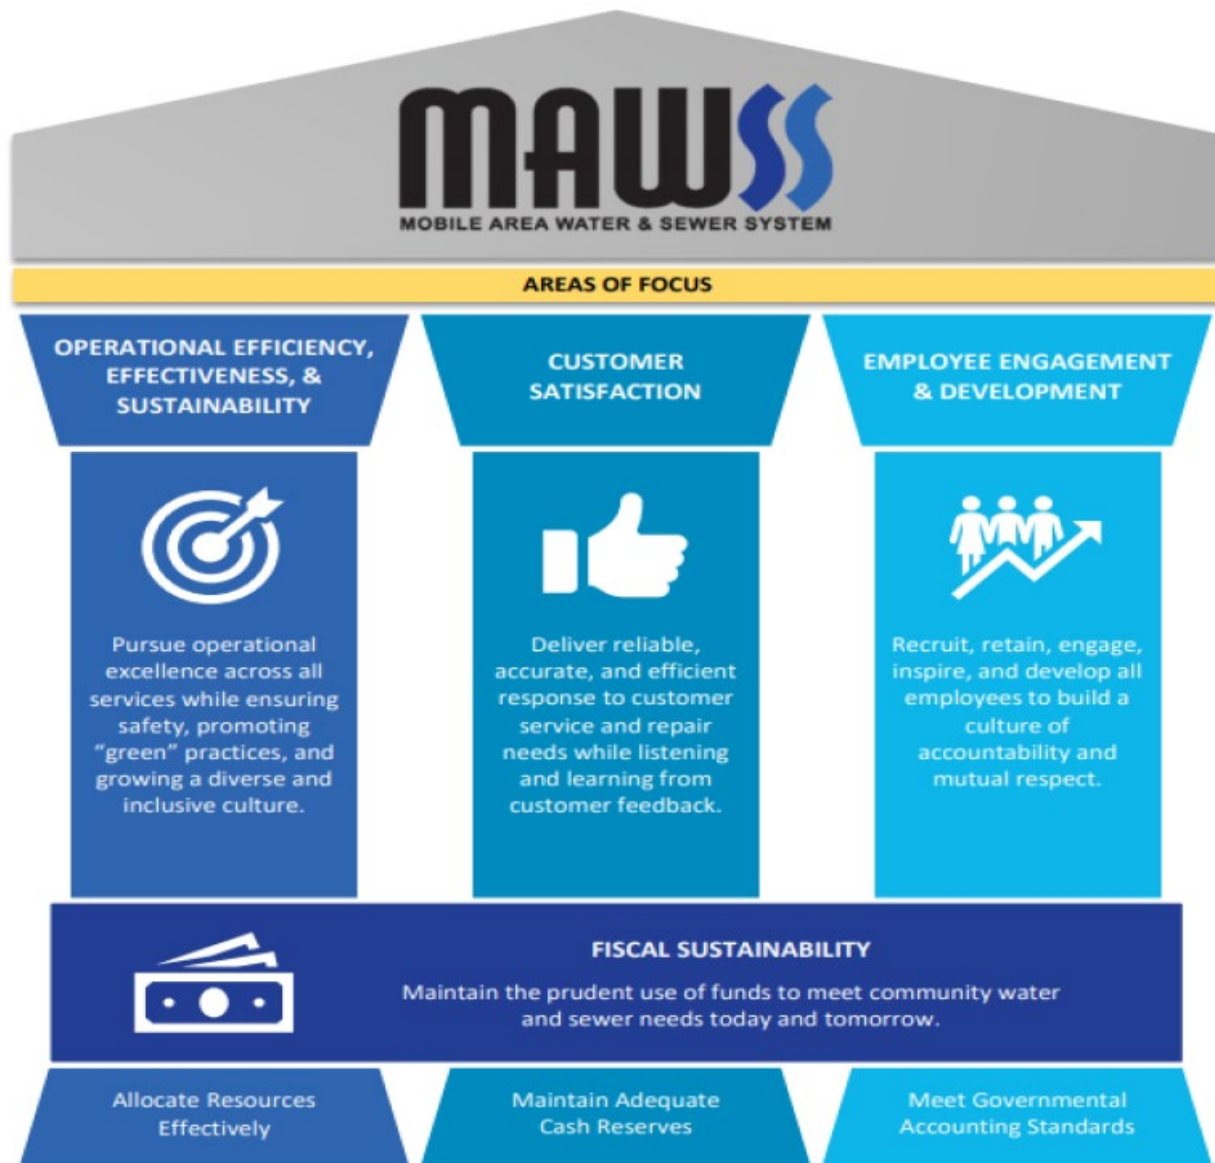 MAWSS
MOBILE AREA WATER & SEWER SYSTEM
AREAS OF FOCUS
OPERATIONAL EFFICIENCY,
EFFECTIVENESS, &
SUSTAINABILITY
Pursue operational
excellence across all
services while ensuring
safety, promoting
“green” practices, and
growing a diverse and
inclusive culture.
CUSTOMER
SATISFACTION
Deliver reliable,
accurate, and efficient
response to customer
service and repair
needs while listening
and learning from
customer feedback.
EMPLOYEE ENGAGEMENT
& DEVELOPMENT
Recruit, retain, engage,
inspire, and develop all
employees to build a
culture of
accountability and
mutual respect.
FISCAL SUSTAINABILITY
Maintain the prudent use of funds to meet community water
and sewer needs today and tomorrow.
Allocate Resources
Effectively
Maintain Adequate
Cash Reserves
Meet Governmental
Accounting Standards